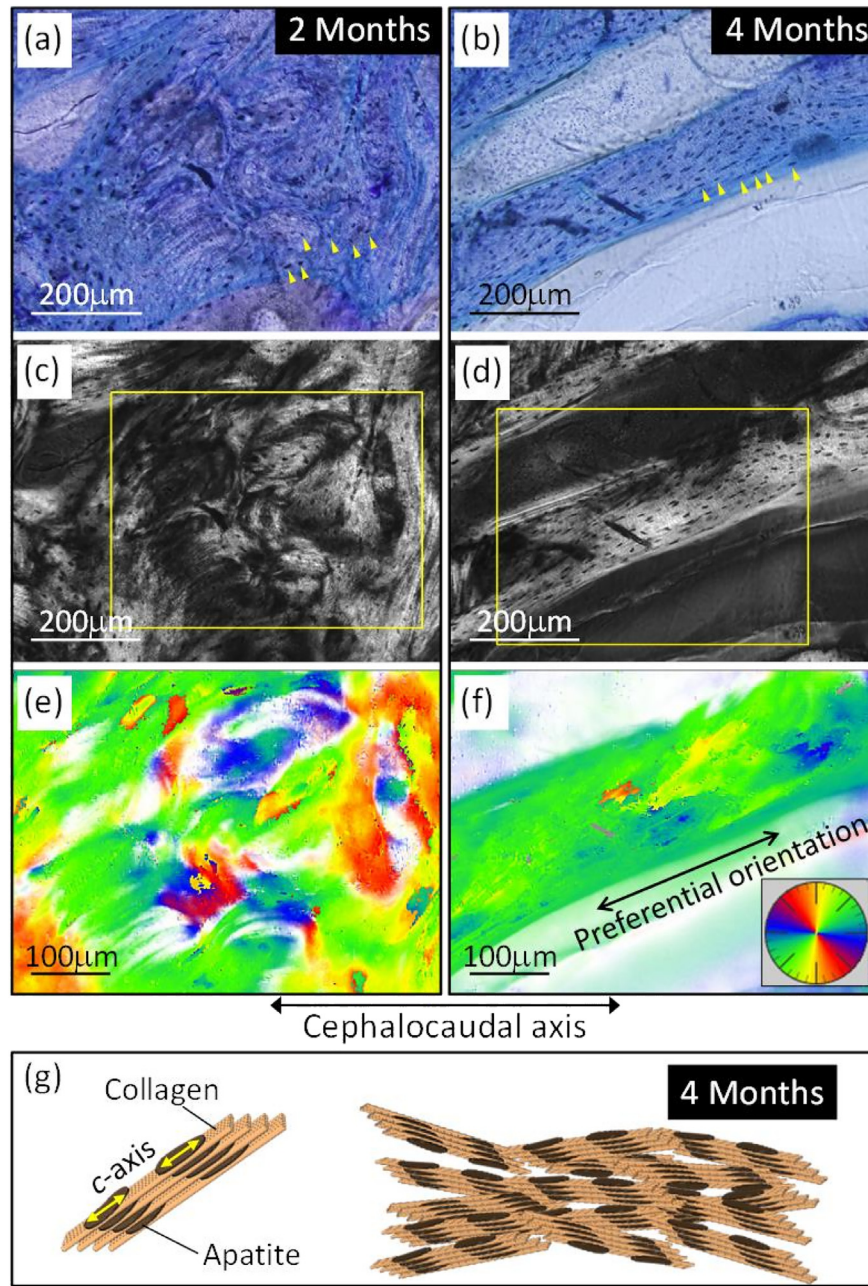 (a)
2 Months
200μm
(b)
4 Months
200μm
(c)
200μm
(d)
200μm
(e)
100μm
(f)
Preferential orientation
100μm
Cephalocaudal axis
(g)
Collagen
c-axis
Apatite
4 Months